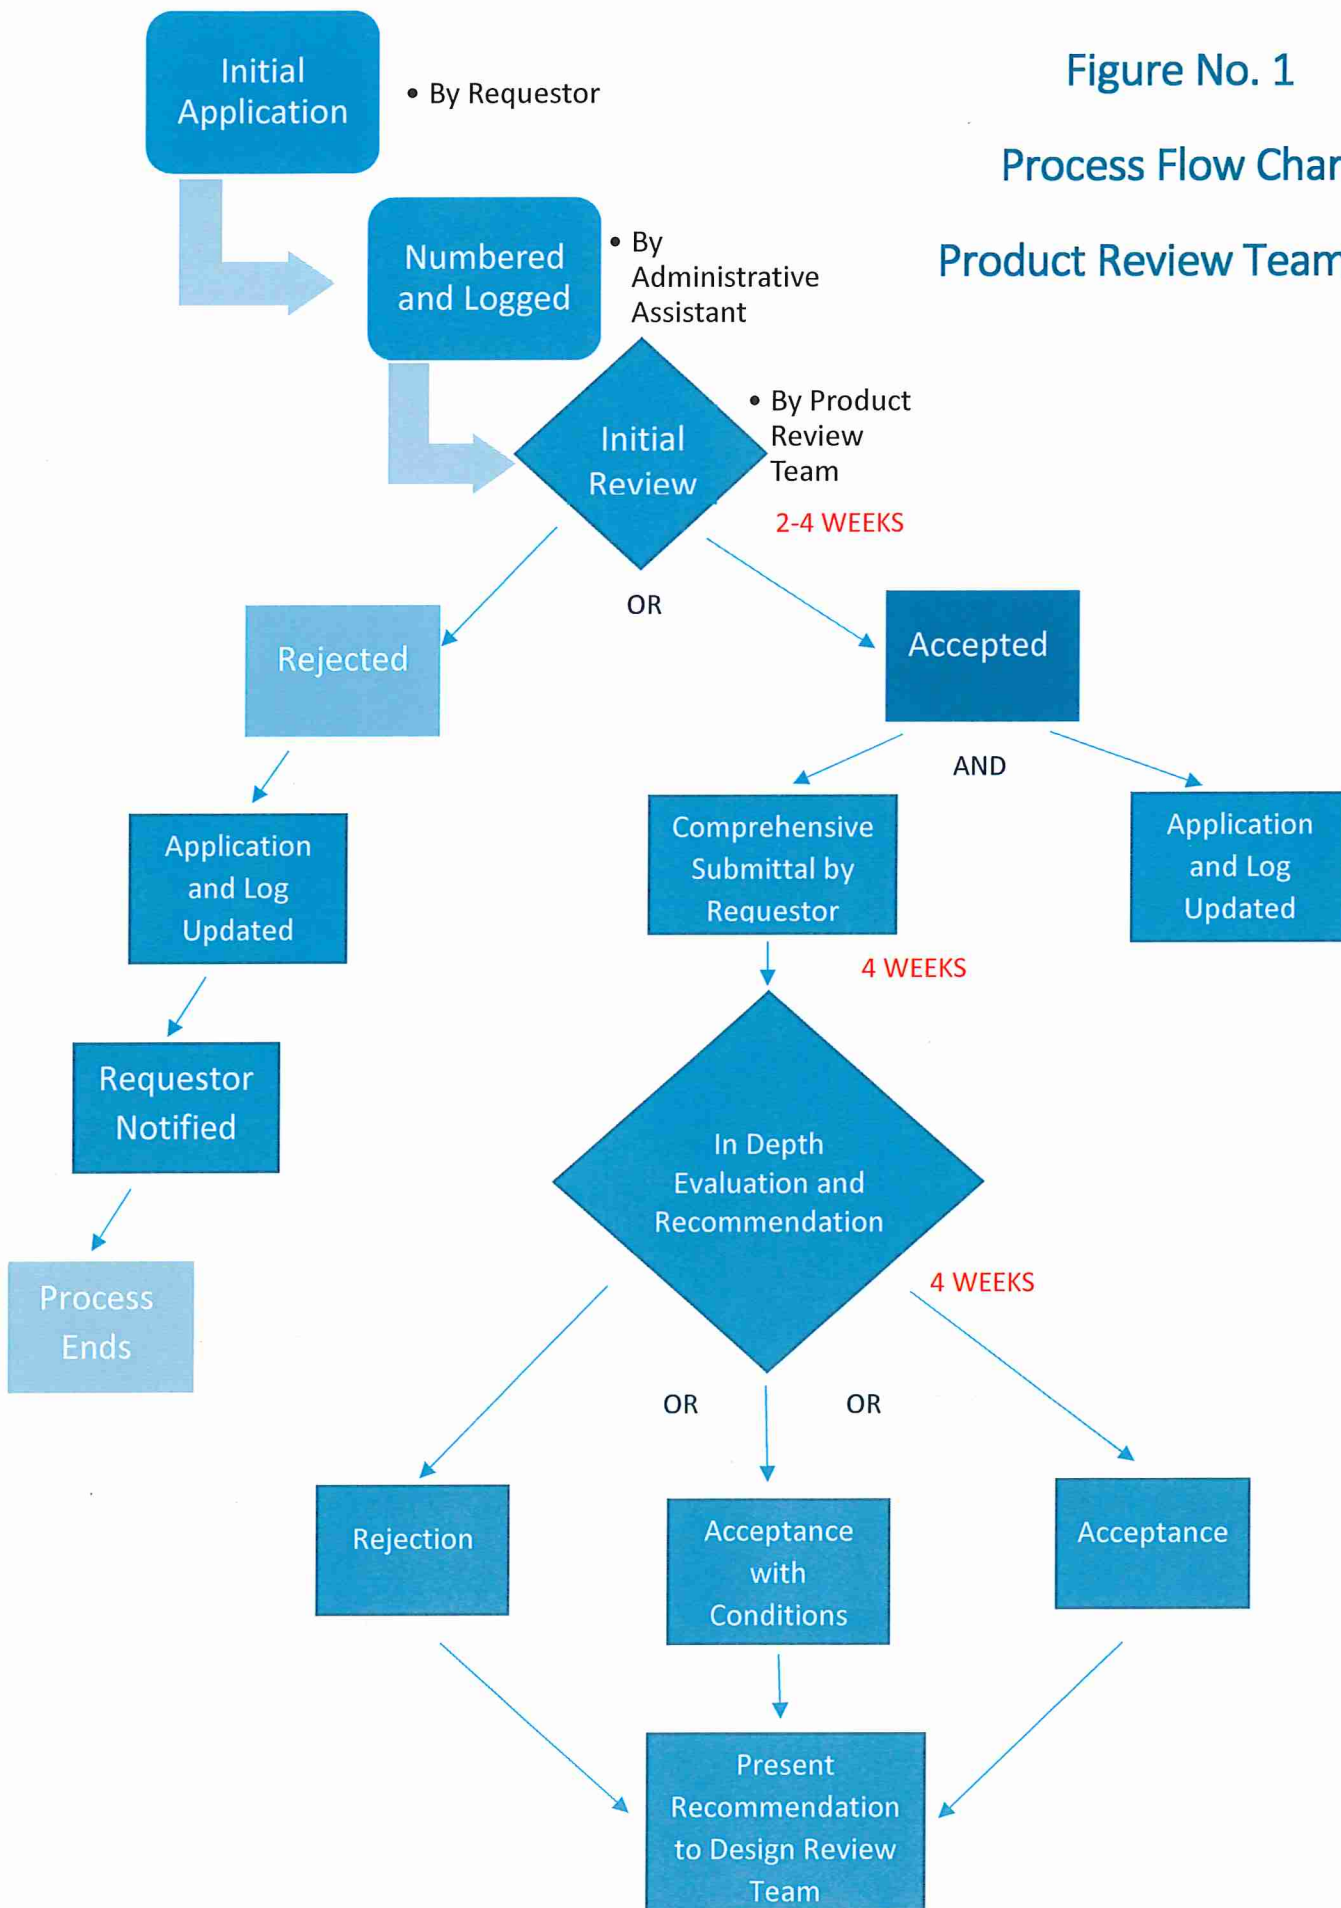 Figure No. 1
Process Flow Char
Product Review Team
Initial
Application
• By Requestor
Numbered
and Logged
• By
Administrative
Assistant
Initial
Review
• By Product
Review
Team
2-4 WEEKS
OR
Rejected
Accepted
AND
Application
and Log
Updated
Comprehensive
Submittal by
Requestor
Application
and Log
Updated
4 WEEKS
Requestor
Notified
In Depth
Evaluation and
Recommendation
Process
Ends
4 WEEKS
OR
OR
Rejection
Acceptance
with
Conditions
Acceptance
Present
Recommendation
to Design Review
Team